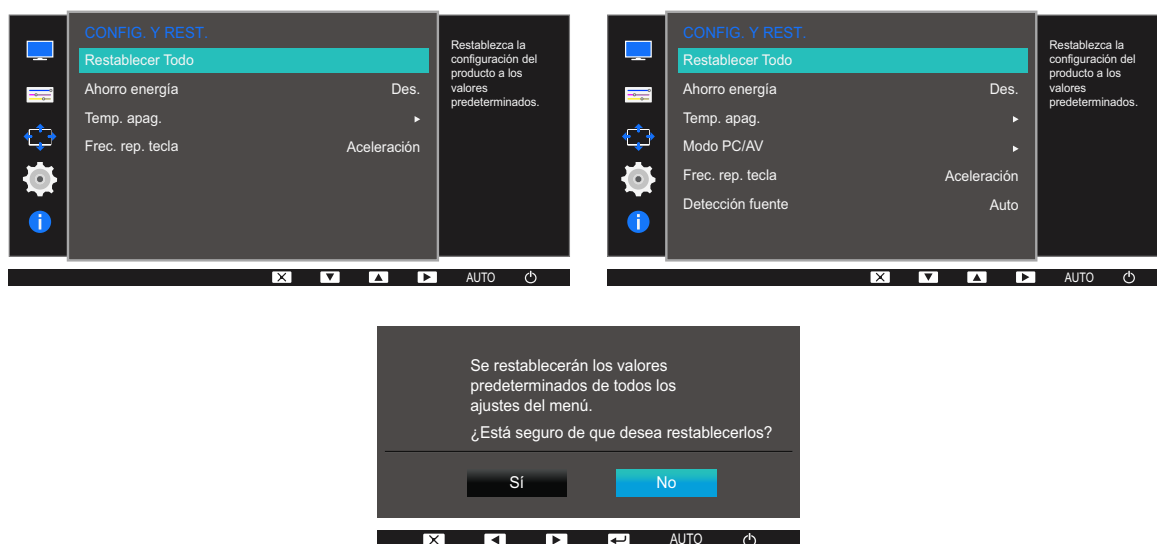 CONFIG. Y REST.
Restablecer Todo
Ahorro energía Des.
Temp. apag.
Frec. rep. tecla Aceleración
Restablezca la
configuración del
producto a los
valores
predeterminados.
AUTO
CONFIG. Y REST.
Restablecer Todo
Ahorro energía Des.
Temp. apag.
Modo PC/AV
Frec. rep. tecla Aceleración
Detección fuente Auto
Restablezca la
configuración del
producto a los
valores
predeterminados.
AUTO
Se restablecerán los valores
predeterminados de todos los
ajustes del menú.
¿Está seguro de que desea restablecerlos?
Sí No
AUTO